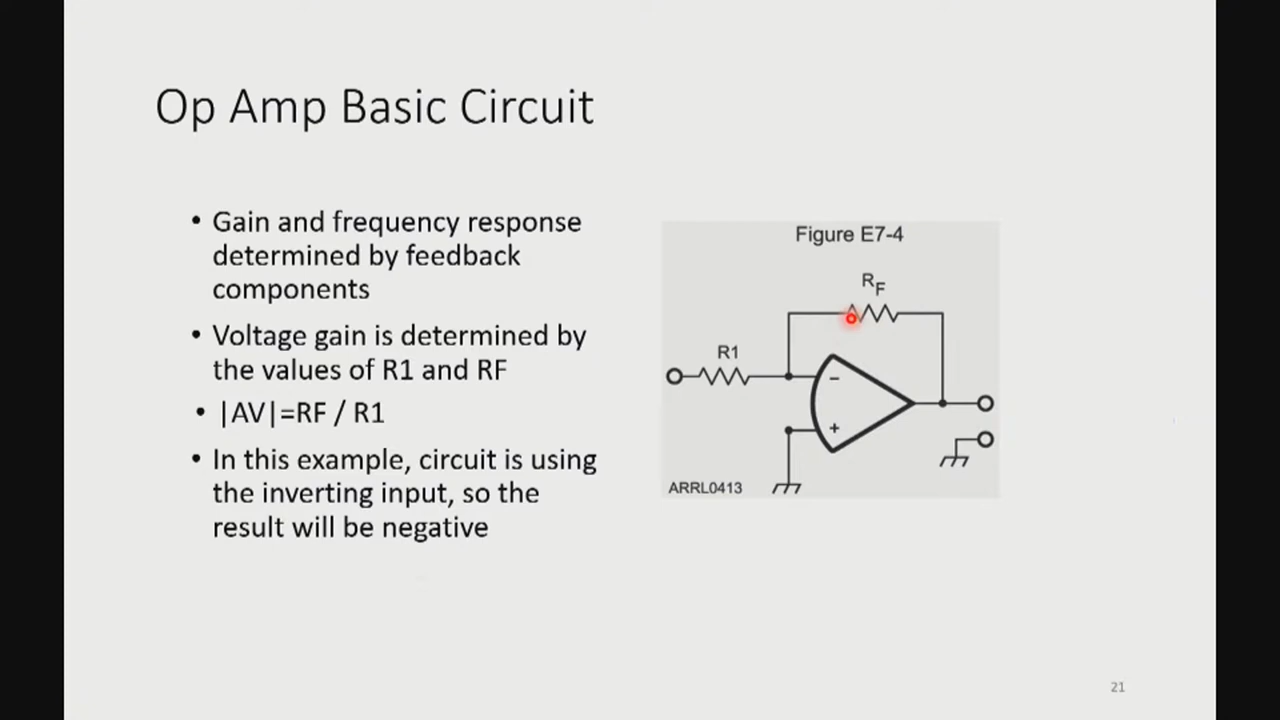 Op Amp Basic Circuit
• Gain and frequency response
determined by feedback
components
• Voltage gain is determined by
the values of R1 and RF
• |AV|=RF / R1
• In this example, circuit is using
the inverting input, so the
result will be negative
Figure E7-4
RF
R1
−
+
ARRL0413
21